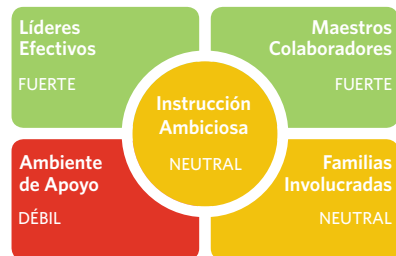 Líderes
Efectivos
FUERTE
Maestros
Colaboradores
FUERTE
Instrucción
Ambiciosa
NEUTRAL
Ambiente
de Apoyo
DÉBIL
Familias
Involucradas
NEUTRAL